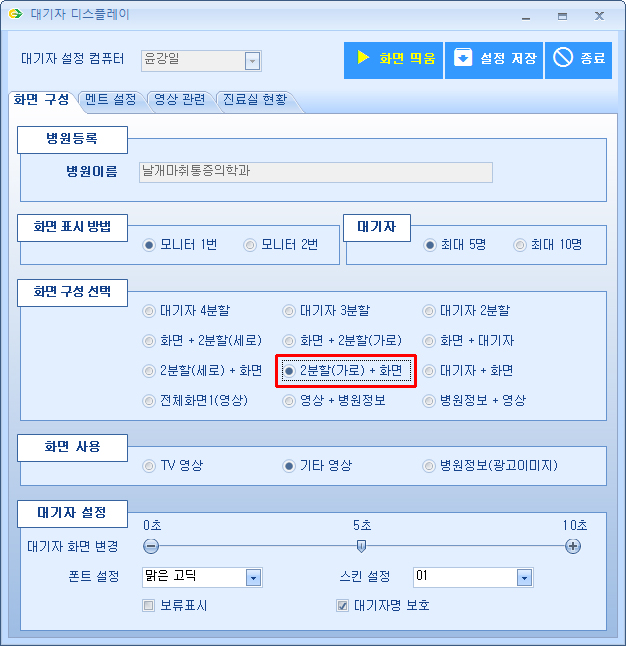 대기자 디스플레이
대기자 설정 컴퓨터 윤강일 화면 띄움 설정 저장 종료
화면 구성 멘트 설정 영상 관련 진료실 현황
병원등록
병원이름 날개마취통증의학과
화면 표시 방법 대기자
모니터 1번 모니터 2번 최대 5명 최대 10명
화면 구성 선택
대기자 4분할 대기자 3분할 대기자 2분할
화면 + 2분할(세로) 화면 + 2분할(가로) 화면 + 대기자
2분할(세로) + 화면 2분할(가로) + 화면 대기자 + 화면
전체화면1(영상) 영상 + 병원정보 병원정보 + 영상
화면 사용
TV 영상 기타 영상 병원정보(광고이미지)
대기자 설정
0초 5초 10초
대기자 화면 변경
폰트 설정 맑은 고딕 스킨 설정 01
보류표시 대기자명 보호